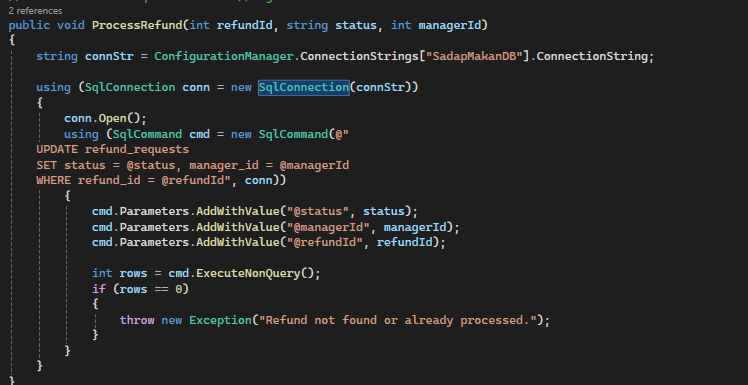 2 references
public void ProcessRefund(int refundId, string status, int managerId)
{
string connStr = ConfigurationManager.ConnectionStrings["SadapMakanDB"].ConnectionString;
using (SqlConnection conn = new SqlConnection(connStr))
{
conn.Open();
using (SqlCommand cmd = new SqlCommand(@"
UPDATE refund_requests
SET status = @status, manager_id = @managerId
WHERE refund_id = @refundId", conn))
{
cmd.Parameters.AddWithValue("@status", status);
cmd.Parameters.AddWithValue("@managerId", managerId);
cmd.Parameters.AddWithValue("@refundId", refundId);
int rows = cmd.ExecuteNonQuery();
if (rows == 0)
{
throw new Exception("Refund not found or already processed.");
}
}
}
}